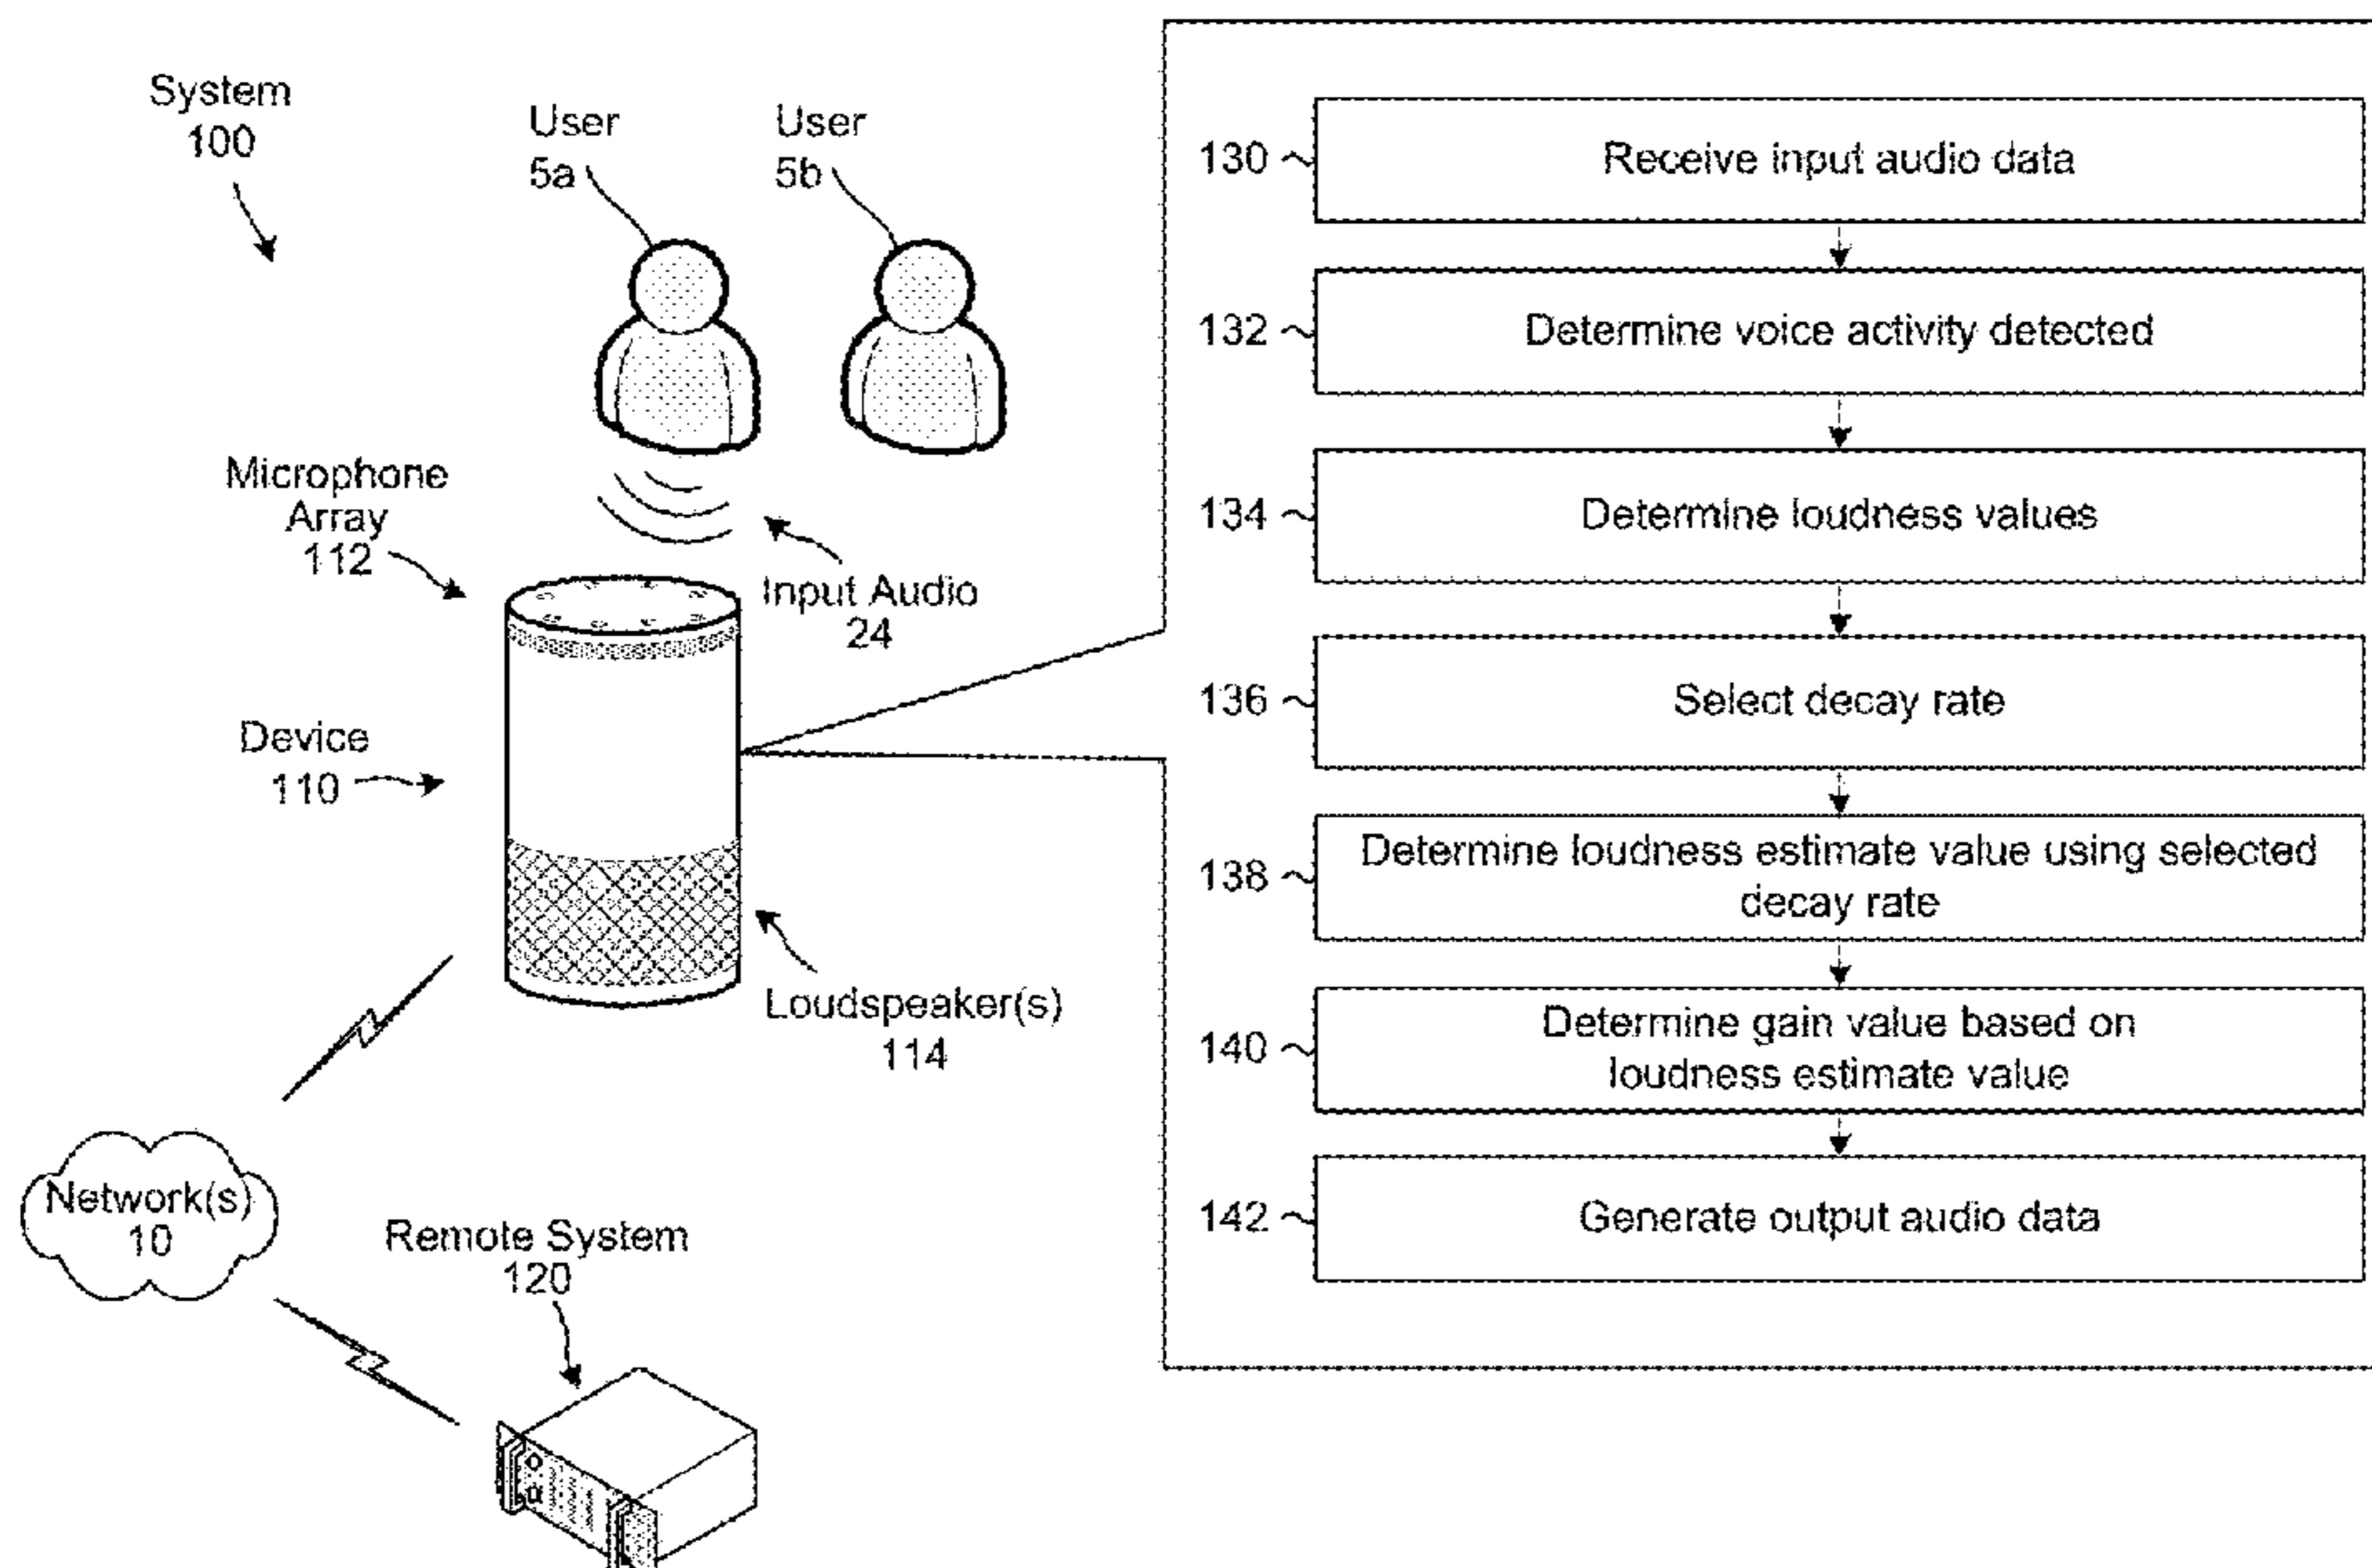 System
100
User
5a
User
5b
Microphone
Array
112
Input Audio
24
Device
110
Loudspeaker(s)
114
Network(s)
10
Remote System
120
130
Receive input audio data
132
Determine voice activity detected
134
Determine loudness values
136
Select decay rate
138
Determine loudness estimate value using selected
decay rate
140
Determine gain value based on
loudness estimate value
142
Generate output audio data